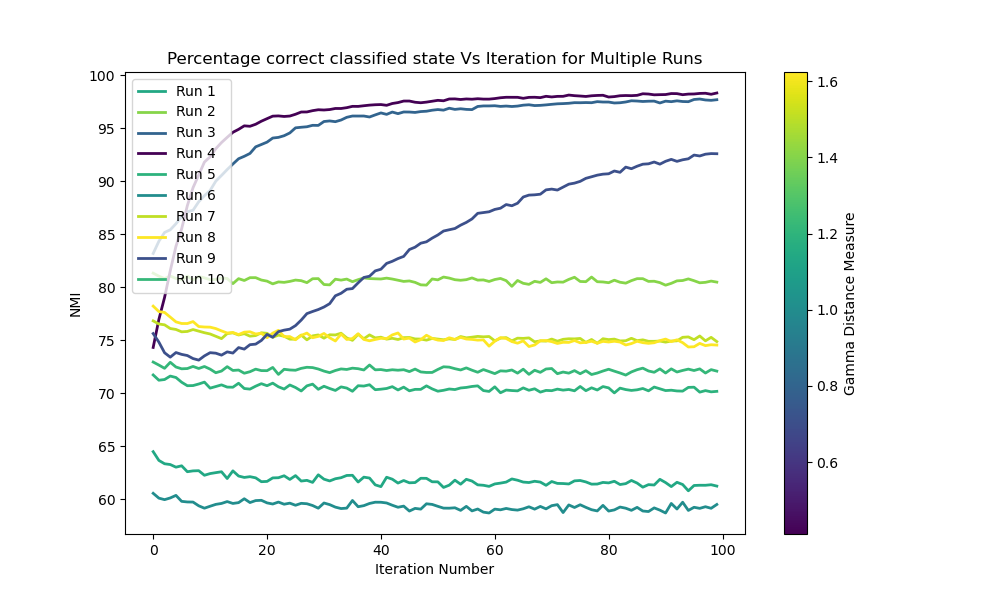 Percentage correct classified state Vs Iteration for Multiple Runs
100
95
90
85
80
75
70
65
60
NMI
Run 1
Run 2
Run 3
Run 4
Run 5
Run 6
Run 7
Run 8
Run 9
Run 10
0 20 40 60 80 100
Iteration Number
1.6
1.4
1.2
1.0
0.8
0.6
Gamma Distance Measure